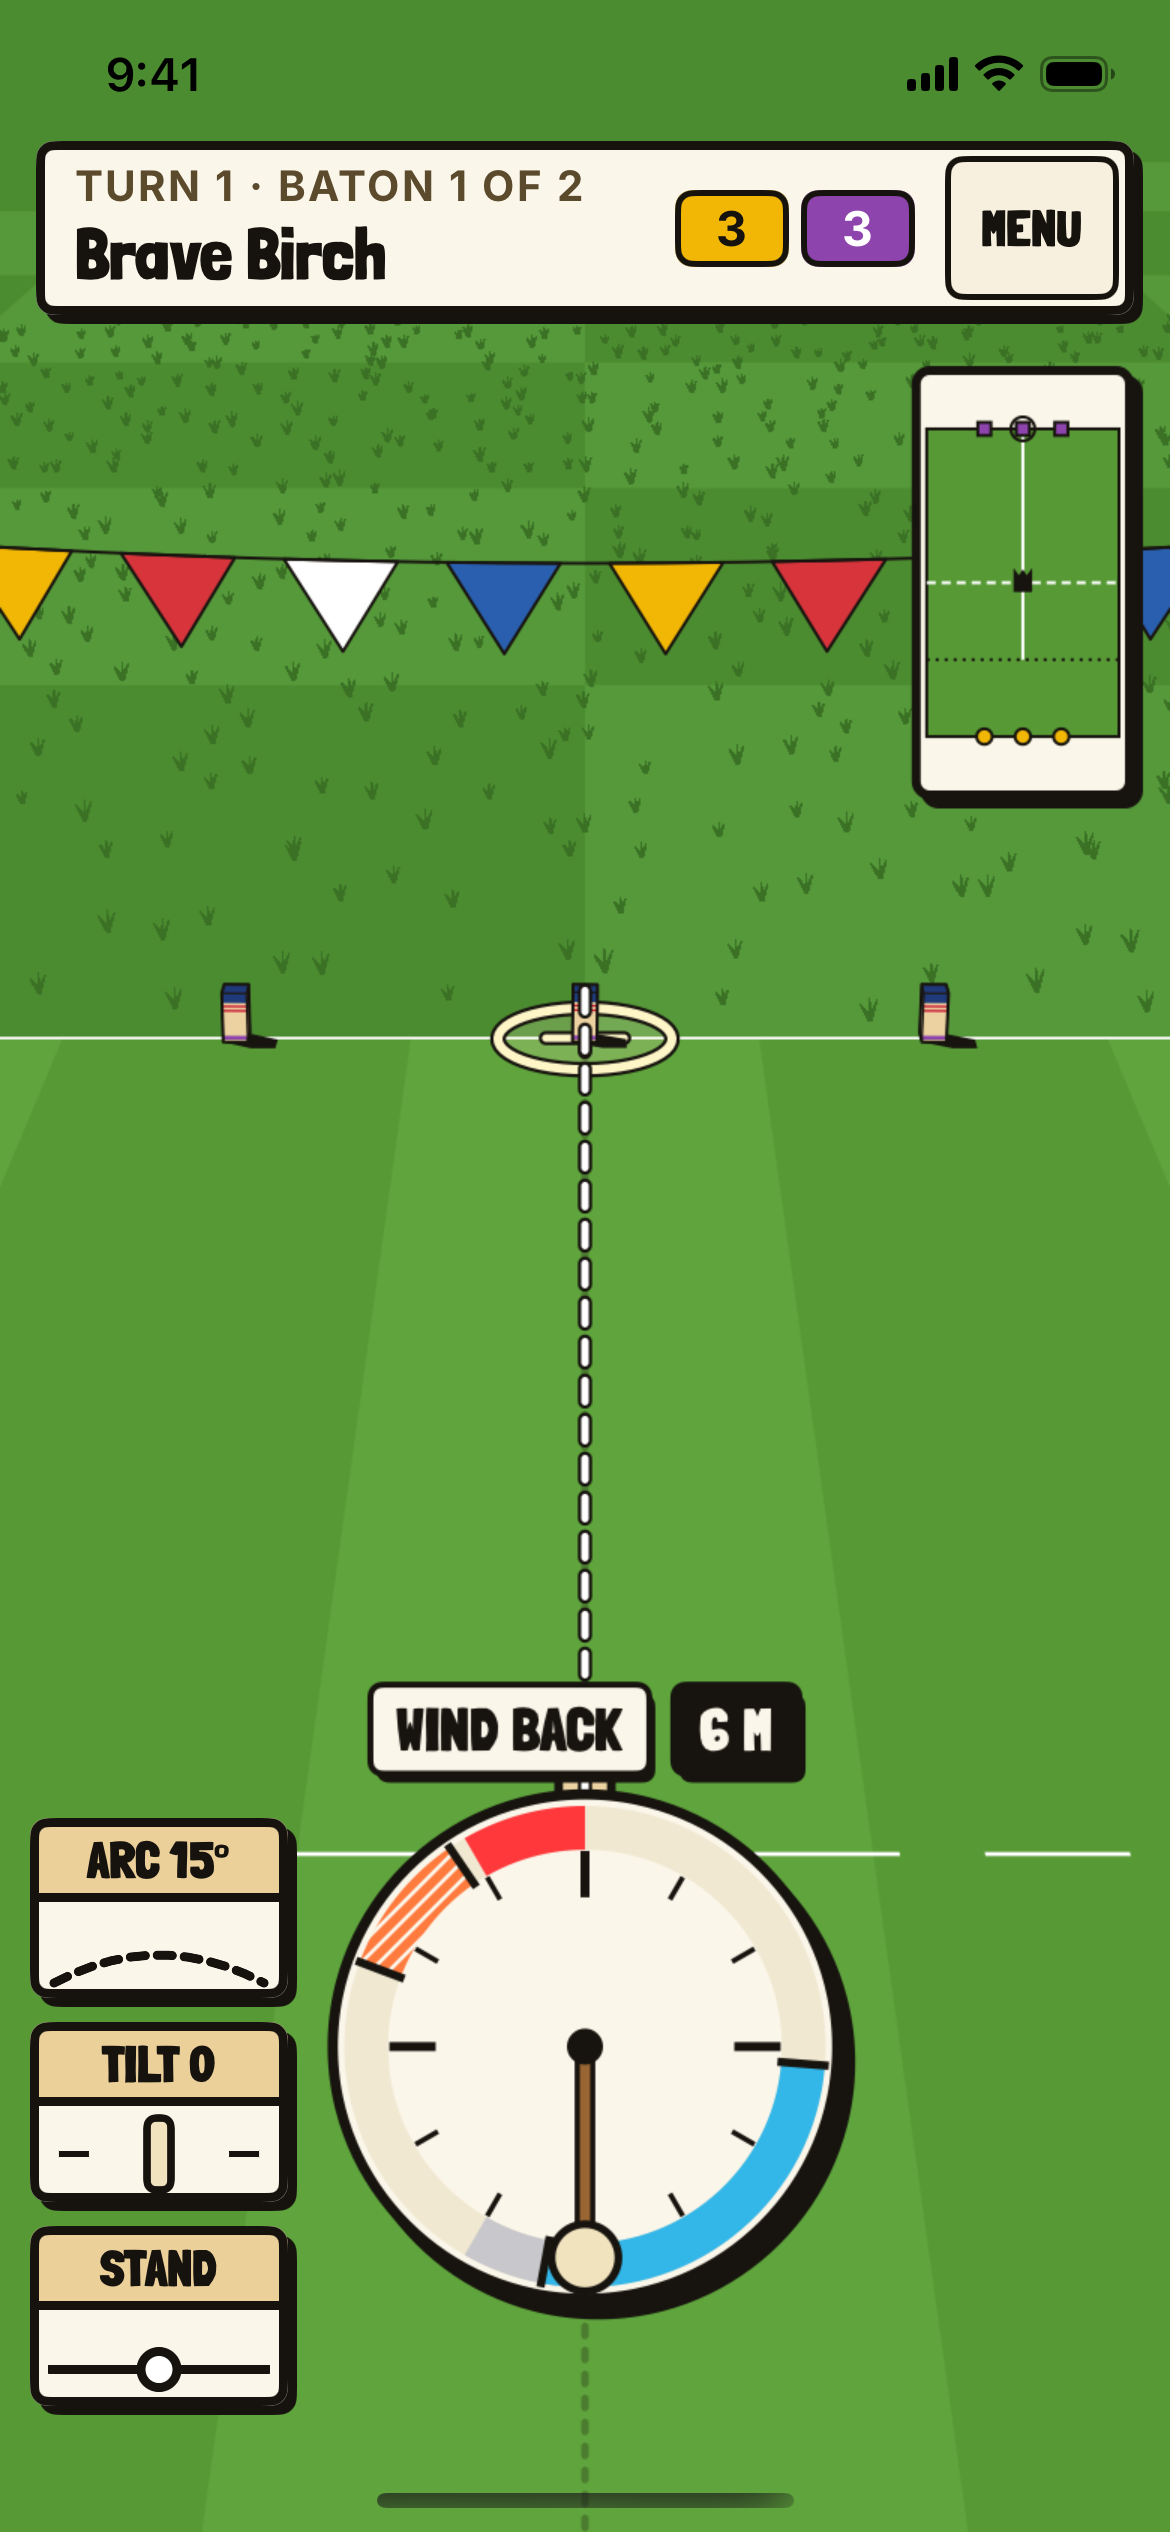 9:41
TURN 1 · BATON 1 OF 2
Brave Birch
3
3
MENU
WIND BACK
6 M
ARC 15°
TILT 0
STAND